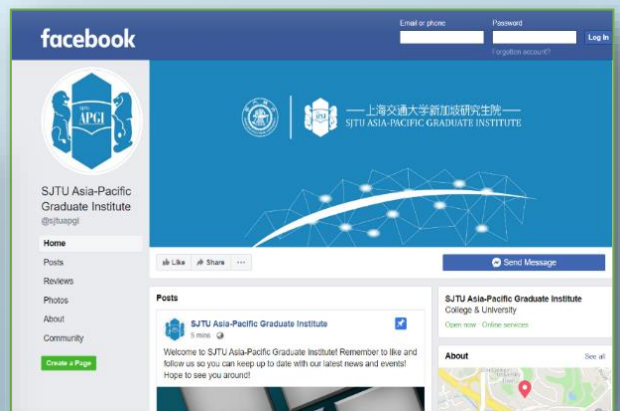 facebook
Email or phone
Password
Log In
Forgotten account?
SJTU
APGI
SJTU Asia-Pacific
Graduate Institute
@sjtuapgi
Home
Posts
Reviews
Photos
About
Community
Create a Page
上海交通大学新加坡研究生院
SJTU ASIA-PACIFIC GRADUATE INSTITUTE
Like
Share
...
Send Message
Posts
SJTU Asia-Pacific Graduate Institute
5 mins
Welcome to SJTU Asia-Pacific Graduate Institute! Remember to like and
follow us so you can keep up to date with our latest news and events!
Hope to see you around!
SJTU Asia-Pacific Graduate Institute
College & University
Open now
Online services
About
See all
University